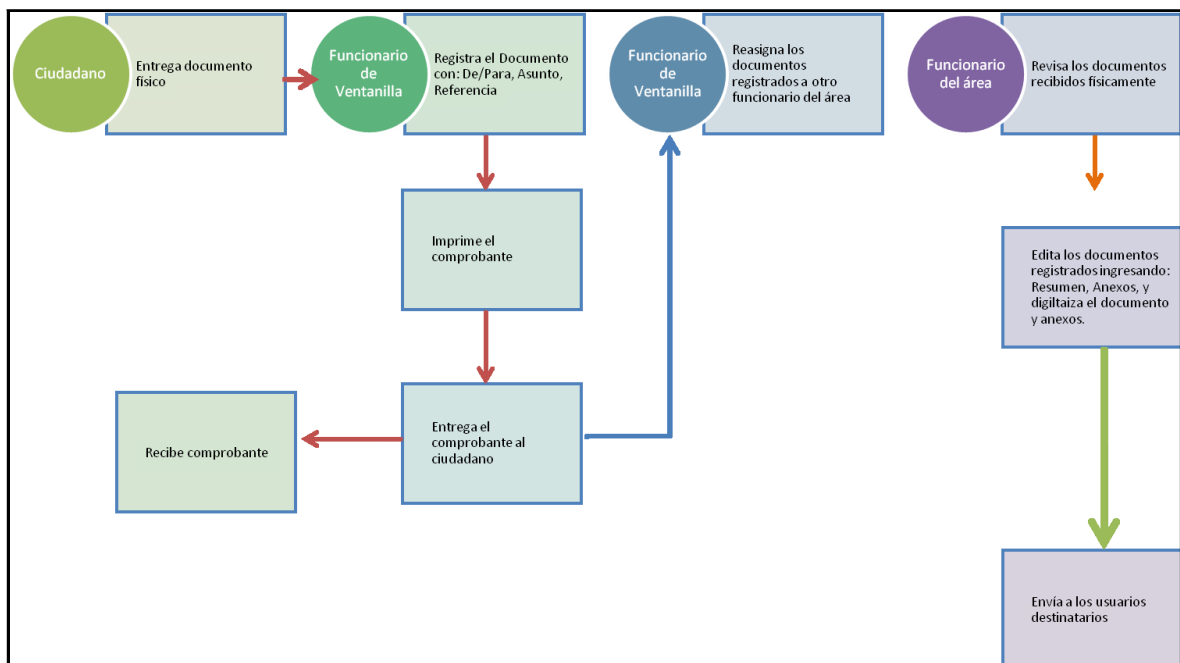 Ciudadano
Entrega documento
físico
Funcionario
de
Ventanilla
Registra el Documento
con: De/Para, Asunto,
Referencia
Imprime el
comprobante
Entrega el
comprobante al
ciudadano
Recibe comprobante
Funcionario
de
Ventanilla
Reasigna los
documentos
registrados a otro
funcionario del área
Funcionario
del área
Revisa los documentos
recibidos físicamente
Edita los documentos
registrados ingresando:
Resumen, Anexos, y
digiltaiza el documento
y anexos.
Envía a los usuarios
destinatarios